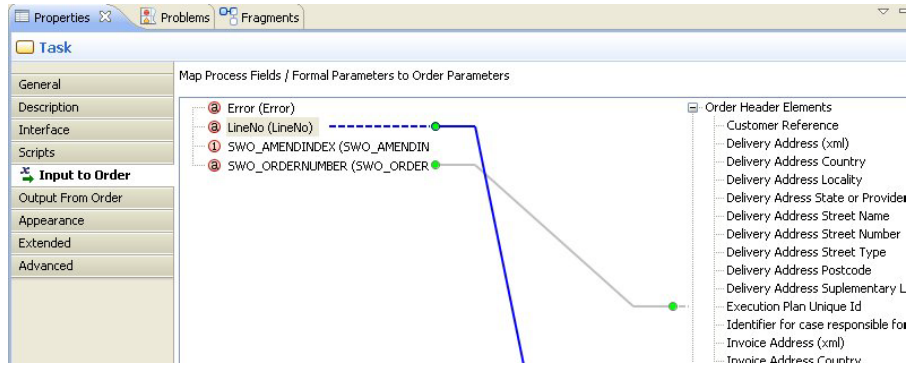 Properties Problems Fragments
Task
General
Description
Interface
Scripts
Input to Order
Output From Order
Appearance
Extended
Advanced
Map Process Fields / Formal Parameters to Order Parameters
Error (Error)
LineNo (LineNo)
SWO_AMENDINDEX (SWO_AMENDIN
SWO_ORDERNUMBER (SWO_ORDER
Order Header Elements
Customer Reference
Delivery Address (xml)
Delivery Address Country
Delivery Address Locality
Delivery Adress State or Provider
Delivery Address Street Name
Delivery Address Street Number
Delivery Address Street Type
Delivery Address Postcode
Delivery Address Suplementary L
Execution Plan Unique Id
Identifier for case responsible for
Invoice Address (xml)
Invoice Address Country